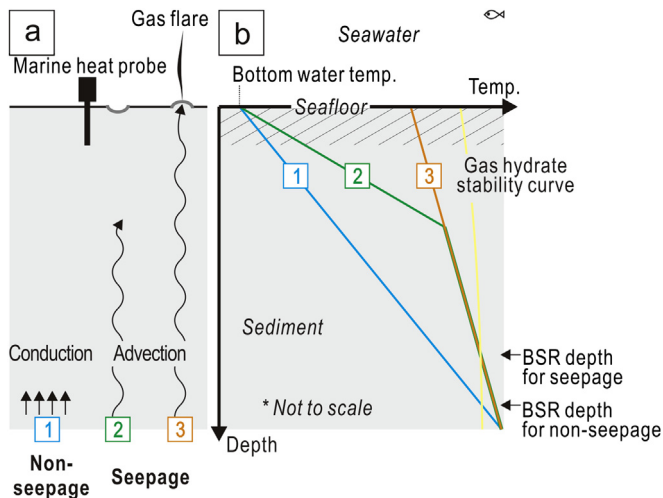 a
Gas flare
Marine heat probe
Conduction
Advection
1
2
3
Non-
seepage
Seepage
b
Seawater
Bottom water temp.
Temp.
Seafloor
1
2
3
Gas hydrate
stability curve
Sediment
BSR depth
for seepage
* Not to scale
BSR depth
for non-seepage
Depth